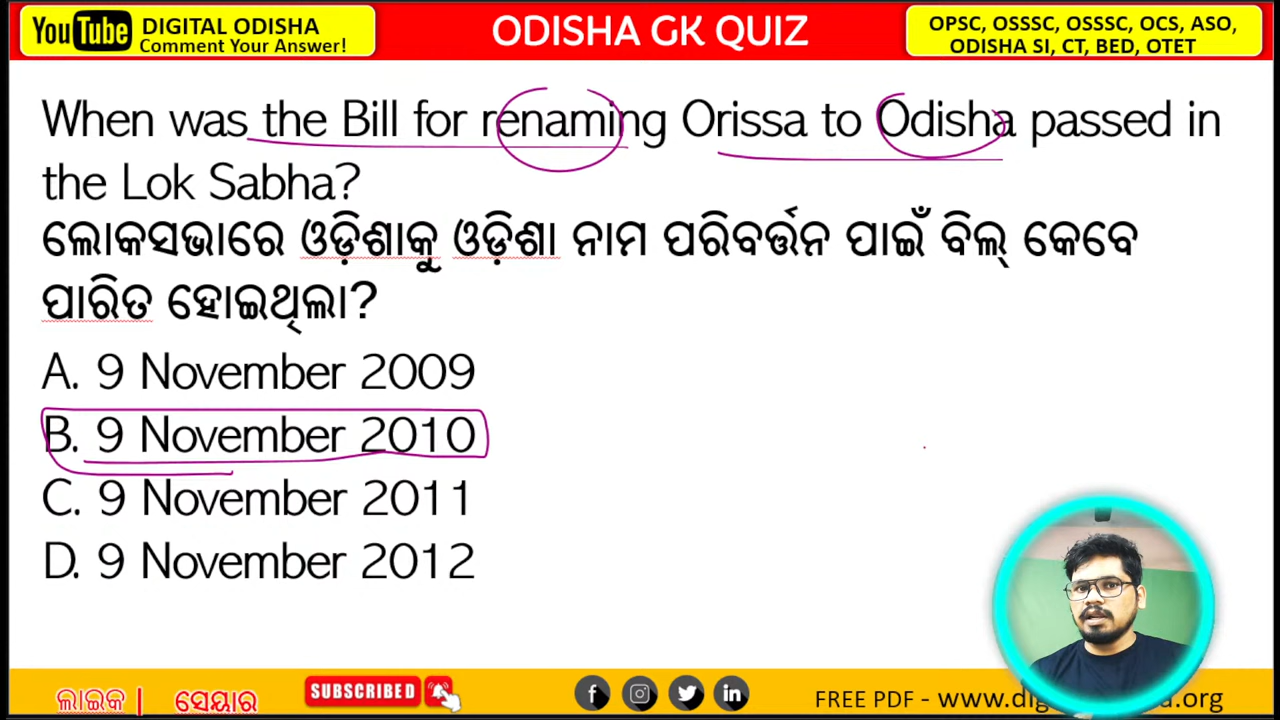 YouTube DIGITAL ODISHA
Comment Your Answer!
ODISHA GK QUIZ
OPSC, OSSSC, OSSSC, OCS, ASO,
ODISHA SI, CT, BED, OTET
When was the Bill for renaming Orissa to Odisha passed in
the Lok Sabha?
ଲୋକସଭାରେ ଓଡ଼ିଶାକୁ ଓଡ଼ିଶା ନାମ ପରିବର୍ତ୍ତନ ପାଇଁ ବିଲ୍ କେବେ
ପାରିତ ହୋଇଥିଲା?
A. 9 November 2009
B. 9 November 2010
C. 9 November 2011
D. 9 November 2012
ଲାଇକ | ସେୟାର
SUBSCRIBED
FREE PDF -